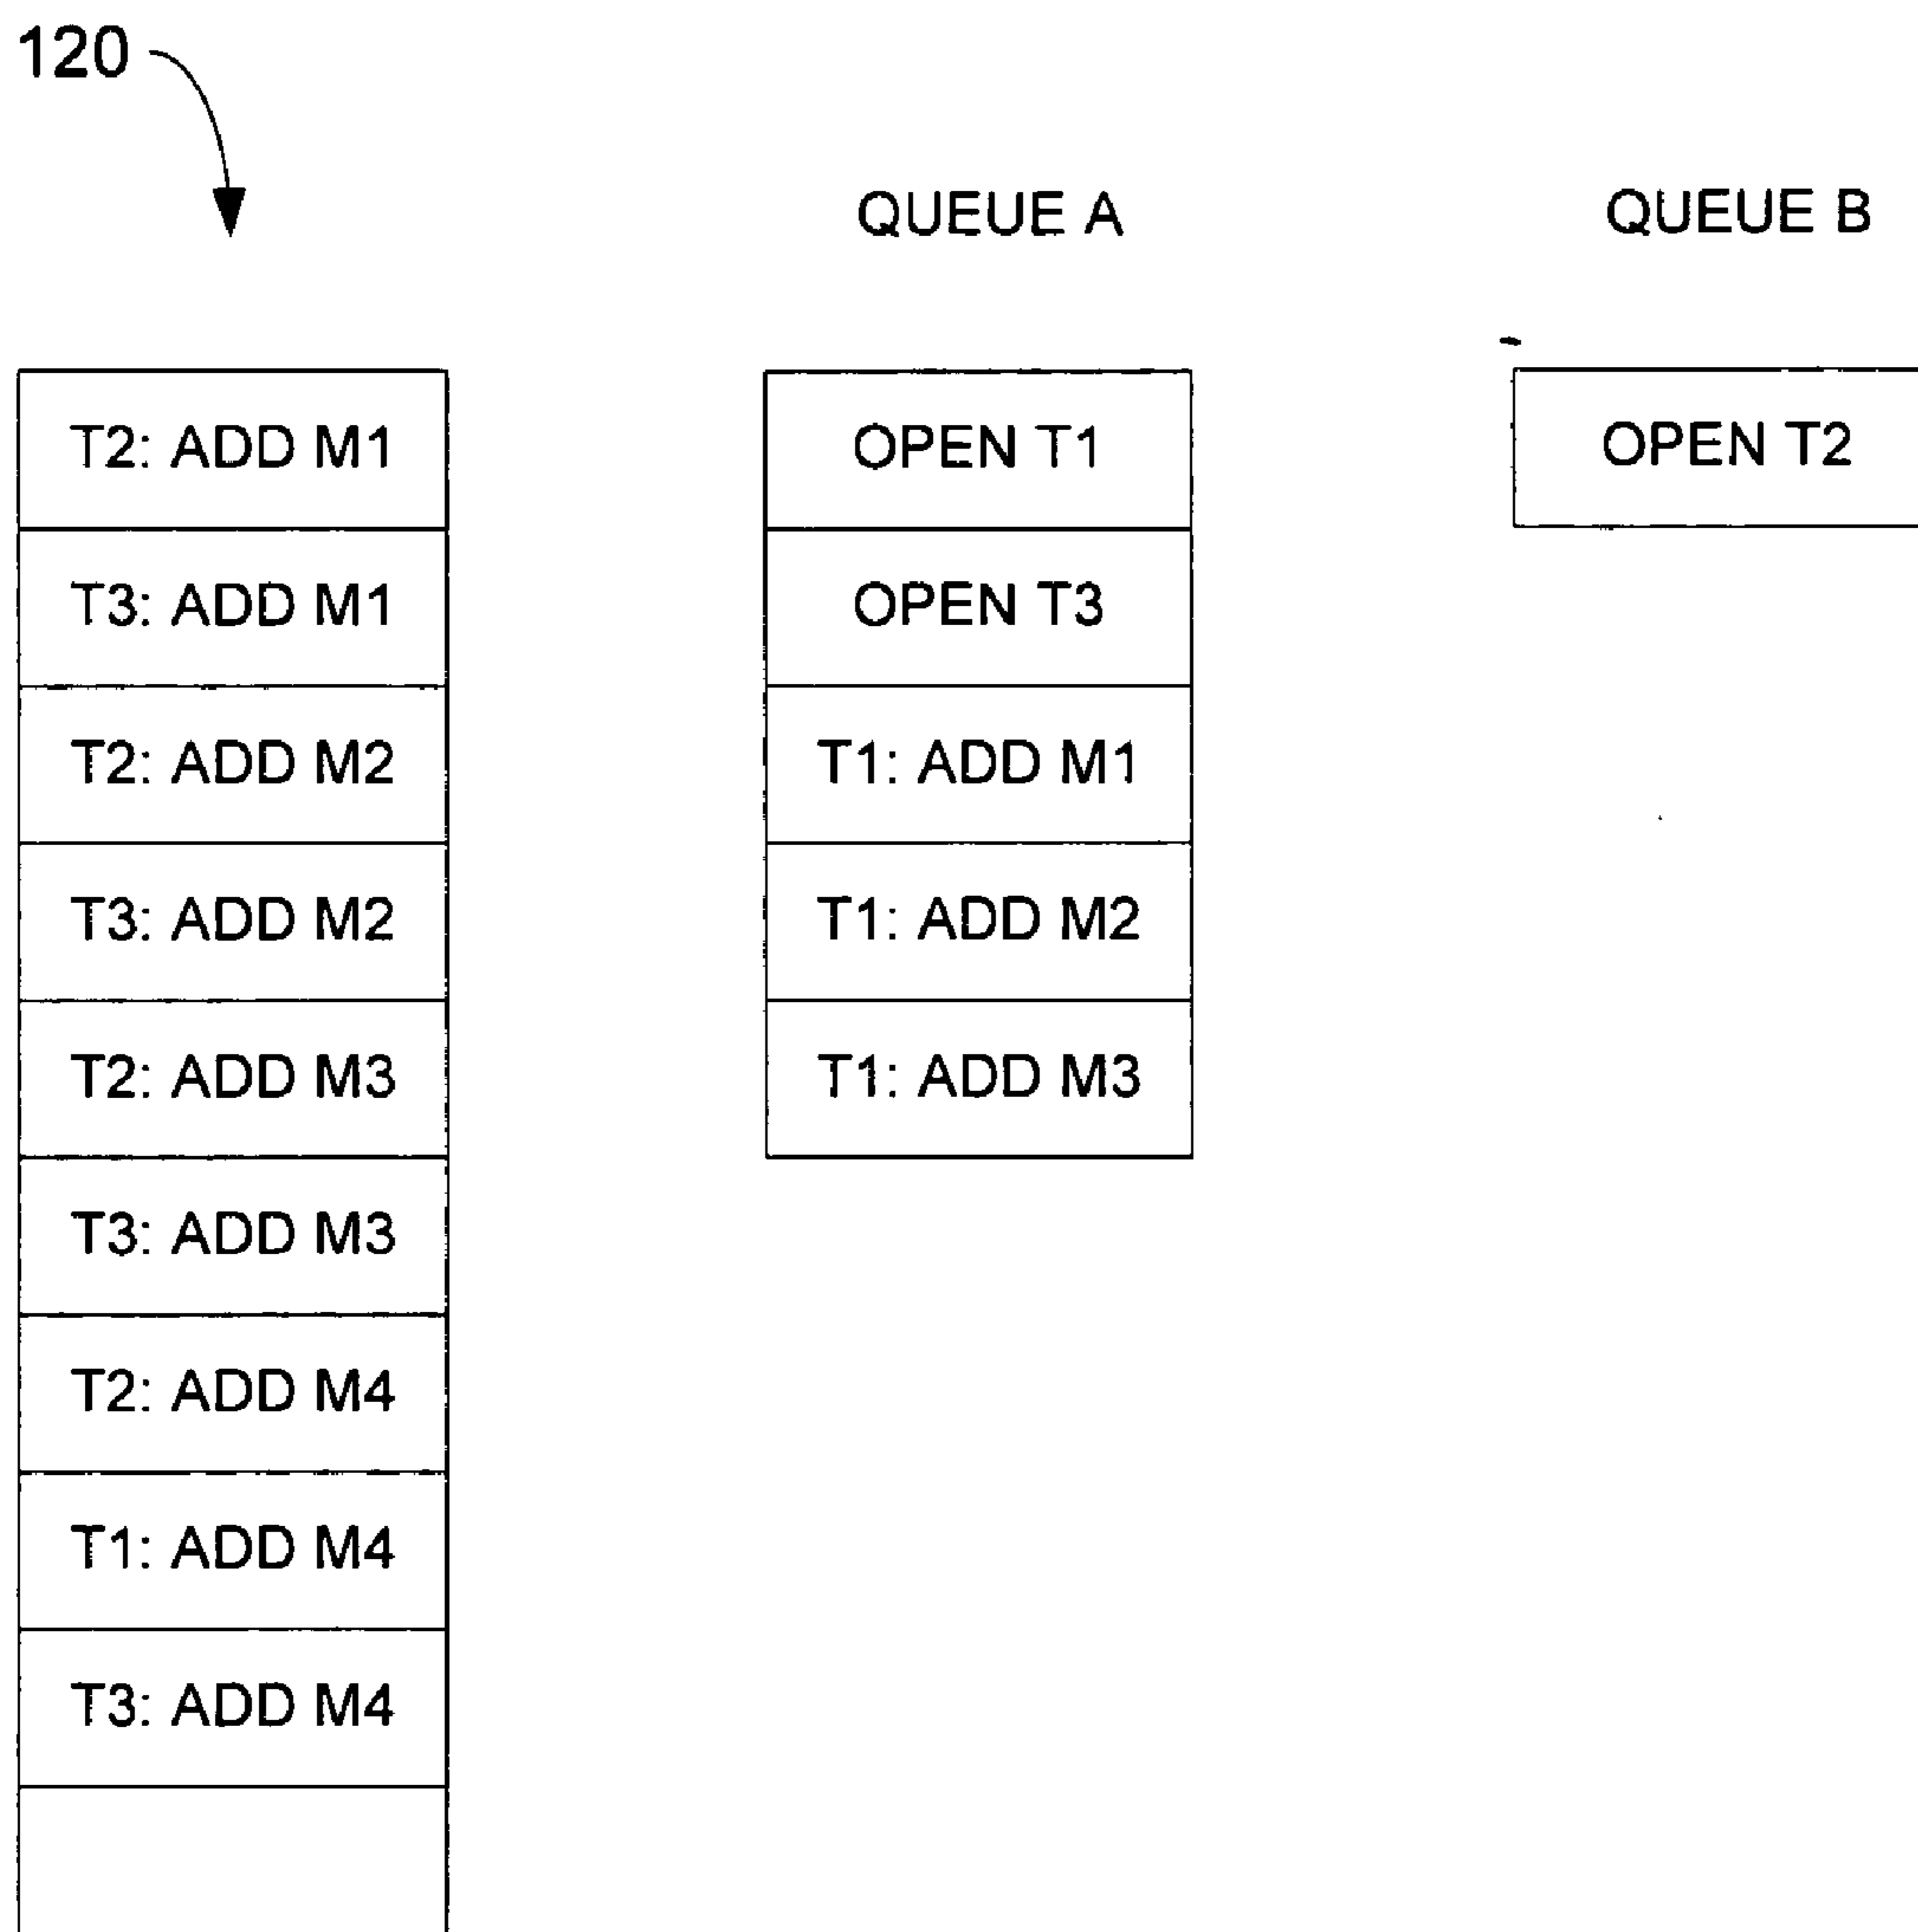 120
QUEUE A
QUEUE B
T2: ADD M1
T3: ADD M1
T2: ADD M2
T3: ADD M2
T2: ADD M3
T3: ADD M3
T2: ADD M4
T1: ADD M4
T3: ADD M4
OPEN T1
OPEN T3
T1: ADD M1
T1: ADD M2
T1: ADD M3
OPEN T2